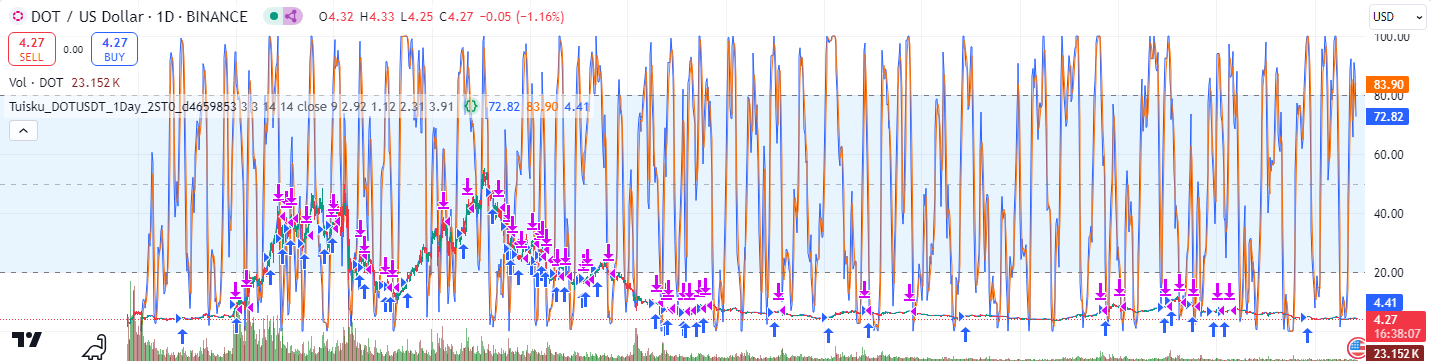 DOT / US Dollar · 1D · BINANCE O4.32 H4.33 L4.25 C4.27 −0.05 (−1.16%)
USD
4.27 SELL
0.00
4.27 BUY
Vol · DOT 23.152 K
Tuisku_DOTUSDT_1Day_2STO_d4659853 3 3 14 14 close 9 2.92 1.12 2.31 3.91 72.82 83.90 4.41
100.00
83.90
80.00
72.82
60.00
40.00
20.00
4.41
4.27
16:38:07
23.152 K